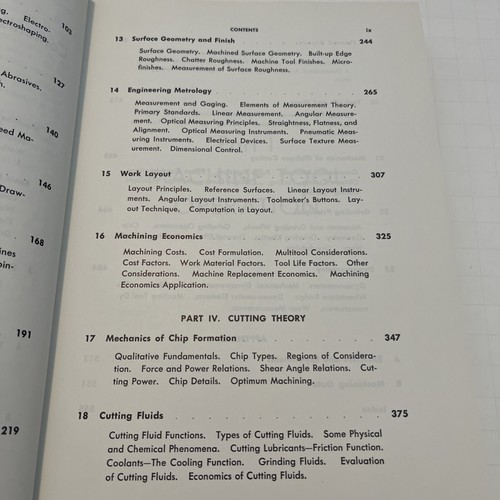 ng. Electro-
ectroshaping.
103
Abrasives.
127
n.
140
eed Ma-
146
Draw-
168
ines
oin-
191
219
CONTENTS ix
13 Surface Geometry and Finish . . . . . . . . . 244
Surface Geometry. Machined Surface Geometry. Built-up Edge
Roughness. Chatter Roughness. Machine Tool Finishes. Micro-
finishes. Measurement of Surface Roughness.
14 Engineering Metrology . . . . . . . . . . . 265
Measurement and Gaging. Elements of Measurement Theory.
Primary Standards. Linear Measurement. Angular Measure-
ment. Optical Measuring Principles. Straightness, Flatness, and
Alignment. Optical Measuring Instruments. Pneumatic Meas-
uring Instruments. Electrical Devices. Surface Texture Meas-
urement. Dimensional Control.
15 Work Layout . . . . . . . . . . . . . 307
Layout Principles. Reference Surfaces. Linear Layout Instru-
ments. Angular Layout Instruments. Toolmaker's Buttons. Lay-
out Technique. Computation in Layout.
16 Machining Economics . . . . . . . . . . . 325
Machining Costs. Cost Formulation. Multitool Considerations.
Cost Factors. Work Material Factors. Tool Life Factors. Other
Considerations. Machine Replacement Economics. Machining
Economics Application.
PART IV. CUTTING THEORY
17 Mechanics of Chip Formation . . . . . . . . . 347
Qualitative Fundamentals. Chip Types. Regions of Considera-
tion. Force and Power Relations. Shear Angle Relations. Cut-
ting Power. Chip Details. Optimum Machining.
18 Cutting Fluids . . . . . . . . . . . . . 375
Cutting Fluid Functions. Types of Cutting Fluids. Some Physical
and Chemical Phenomena. Cutting Lubricants—Friction Function.
Coolants—The Cooling Function. Grinding Fluids. Evaluation
of Cutting Fluids. Economics of Cutting Fluids.